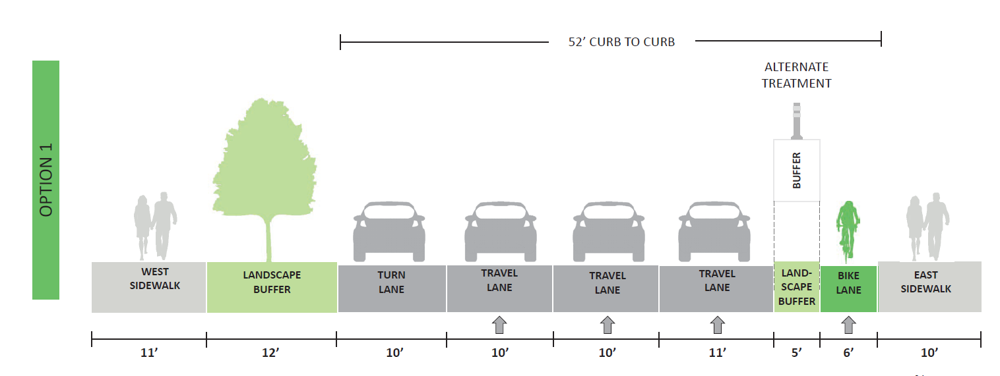 52’ CURB TO CURB
ALTERNATE
TREATMENT
OPTION 1
BUFFER
WEST
SIDEWALK
LANDSCAPE
BUFFER
TURN
LANE
TRAVEL
LANE
TRAVEL
LANE
TRAVEL
LANE
LAND-
SCAPE
BUFFER
BIKE
LANE
EAST
SIDEWALK
11’
12’
10’
10’
10’
11’
5’
6’
10’